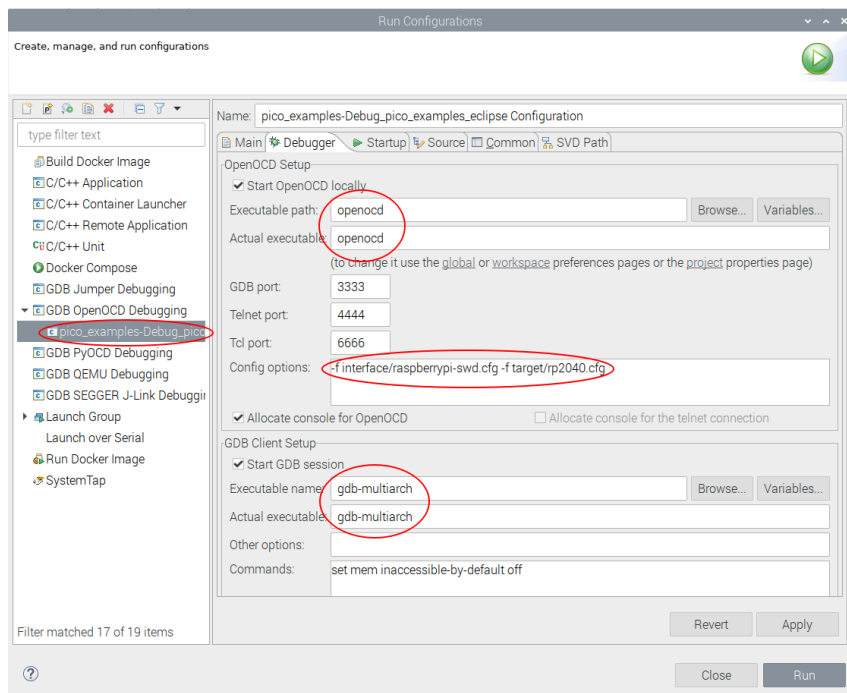 Run Configurations
Create, manage, and run configurations
Name: pico_examples-Debug_pico_examples_eclipse Configuration
type filter text
Main Debugger Startup Source Common SVD Path
Build Docker Image
C/C++ Application
C/C++ Container Launcher
C/C++ Remote Application
C/C++ Unit
Docker Compose
GDB Jumper Debugging
GDB OpenOCD Debugging
pico_examples-Debug_pico
GDB PyOCD Debugging
GDB QEMU Debugging
GDB SEGGER J-Link Debuggin
Launch Group
Launch over Serial
Run Docker Image
SystemTap
Filter matched 17 of 19 items
OpenOCD Setup
Start OpenOCD locally
Executable path: openocd Browse... Variables...
Actual executable: openocd
(to change it use the global or workspace preferences pages or the project properties page)
GDB port: 3333
Telnet port: 4444
Tcl port: 6666
Config options: -f interface/raspberrypi-swd.cfg -f target/rp2040.cfg
Allocate console for OpenOCD Allocate console for the telnet connection
GDB Client Setup
Start GDB session
Executable name: gdb-multiarch Browse... Variables...
Actual executable: gdb-multiarch
Other options:
Commands: set mem inaccessible-by-default off
Revert Apply
Close Run